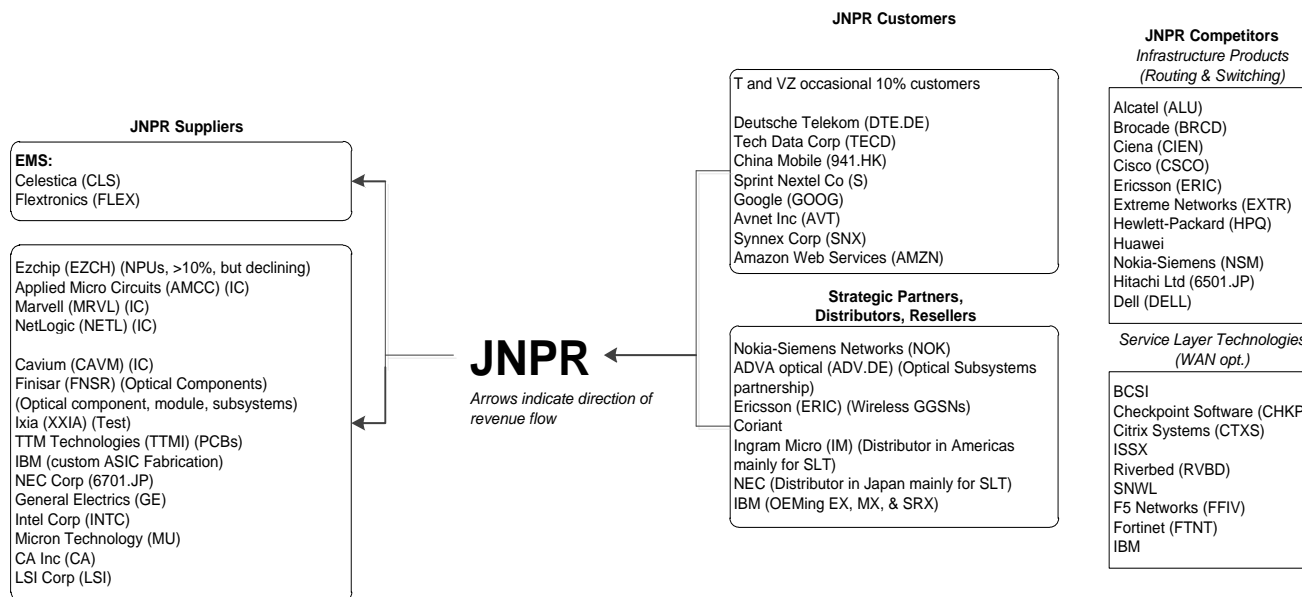 JNPR Suppliers
EMS:
Celestica (CLS)
Flextronics (FLEX)
Ezchip (EZCH) (NPUs, >10%, but declining)
Applied Micro Circuits (AMCC) (IC)
Marvell (MRVL) (IC)
NetLogic (NETL) (IC)
Cavium (CAVM) (IC)
Finisar (FNSR) (Optical Components)
(Optical component, module, subsystems)
Ixia (XXIA) (Test)
TTM Technologies (TTMI) (PCBs)
IBM (custom ASIC Fabrication)
NEC Corp (6701.JP)
General Electrics (GE)
Intel Corp (INTC)
Micron Technology (MU)
CA Inc (CA)
LSI Corp (LSI)
JNPR
Arrows indicate direction of
revenue flow
JNPR Customers
T and VZ occasional 10% customers
Deutsche Telekom (DTE.DE)
Tech Data Corp (TECD)
China Mobile (941.HK)
Sprint Nextel Co (S)
Google (GOOG)
Avnet Inc (AVT)
Synnex Corp (SNX)
Amazon Web Services (AMZN)
Strategic Partners,
Distributors, Resellers
Nokia-Siemens Networks (NOK)
ADVA optical (ADV.DE) (Optical Subsystems
partnership)
Ericsson (ERIC) (Wireless GGSNs)
Coriant
Ingram Micro (IM) (Distributor in Americas
mainly for SLT)
NEC (Distributor in Japan mainly for SLT)
IBM (OEMing EX, MX, & SRX)
JNPR Competitors
Infrastructure Products
(Routing & Switching)
Alcatel (ALU)
Brocade (BRCD)
Ciena (CIEN)
Cisco (CSCO)
Ericsson (ERIC)
Extreme Networks (EXTR)
Hewlett-Packard (HPQ)
Huawei
Nokia-Siemens (NSM)
Hitachi Ltd (6501.JP)
Dell (DELL)
Service Layer Technologies
(WAN opt.)
BCSI
Checkpoint Software (CHKP
Citrix Systems (CTXS)
ISSX
Riverbed (RVBD)
SNWL
F5 Networks (FFIV)
Fortinet (FTNT)
IBM